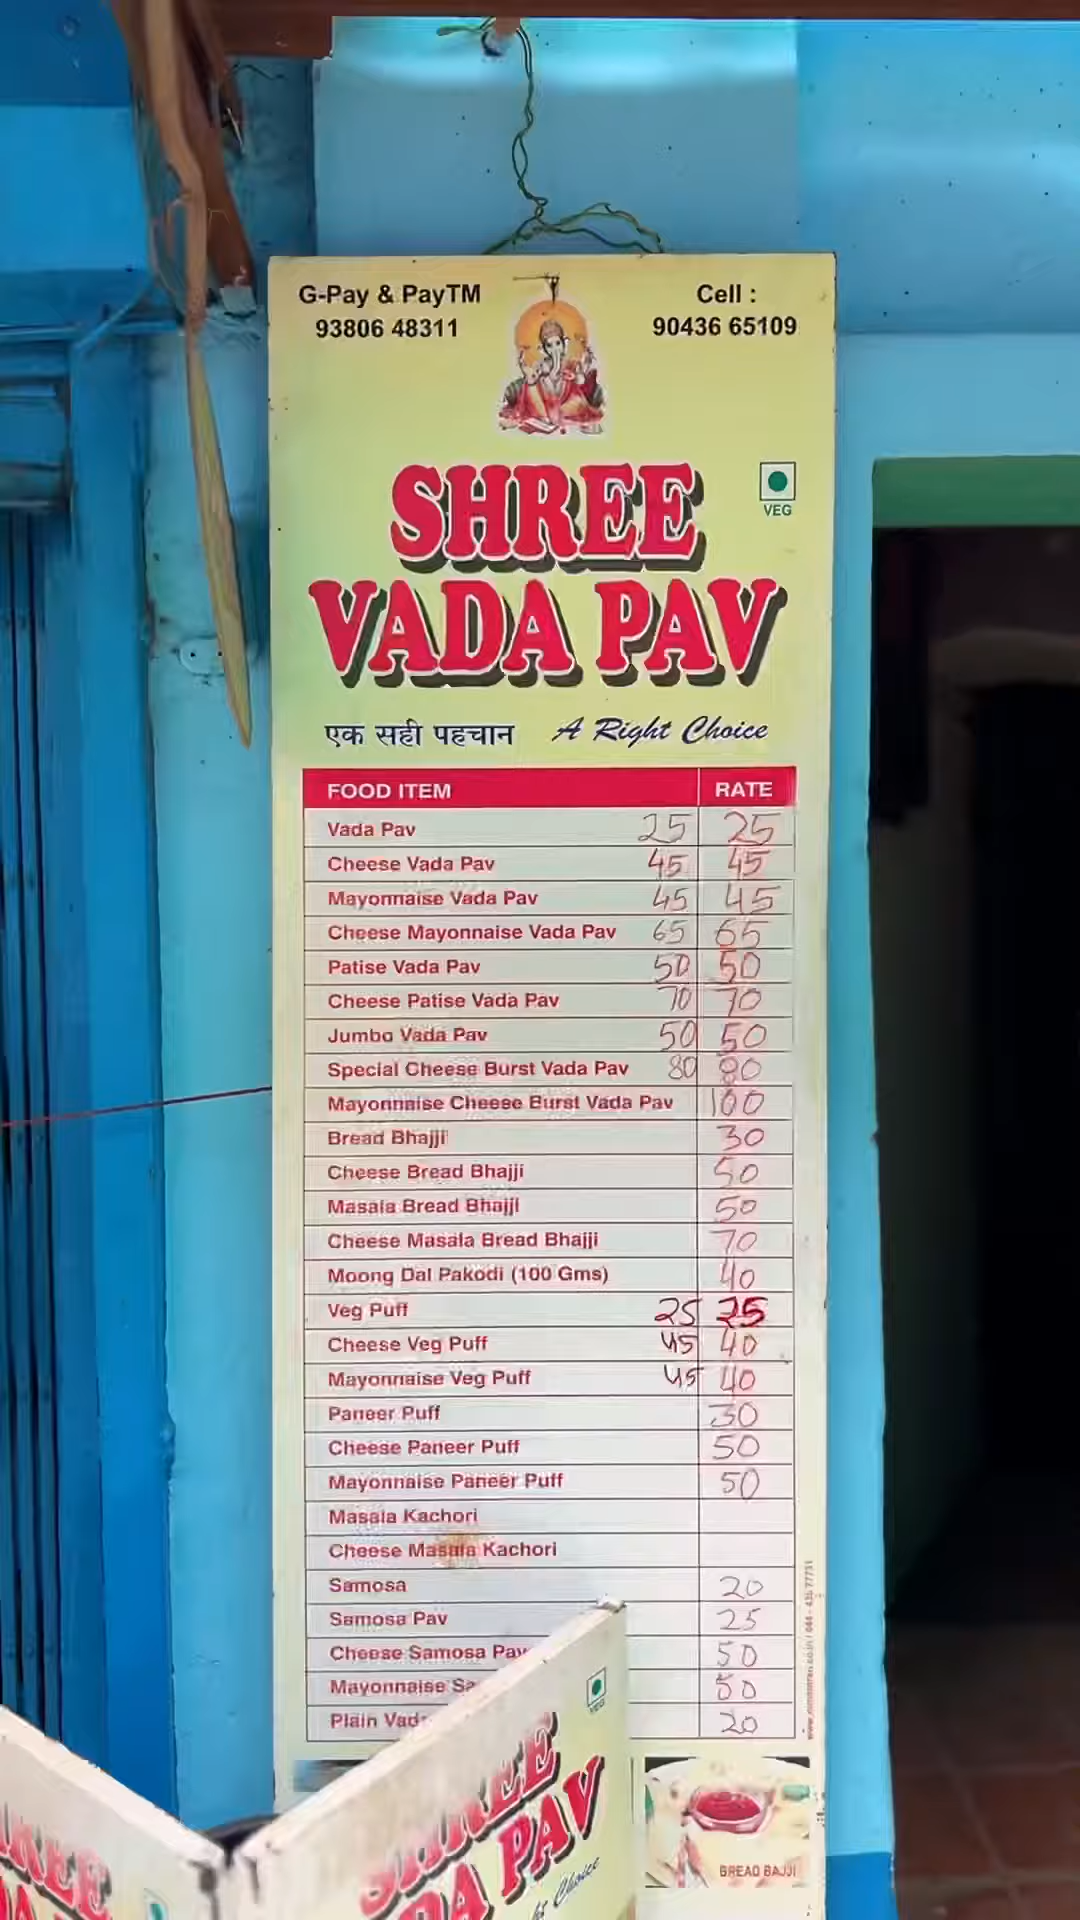 G-Pay & PayTM
93806 48311
Cell :
90436 65109
SHREE
VADA PAV
VEG
एक सही पहचान A Right Choice
FOOD ITEM RATE
Vada Pav 25 25
Cheese Vada Pav 45 45
Mayonnaise Vada Pav 45 45
Cheese Mayonnaise Vada Pav 65 65
Patise Vada Pav 50 50
Cheese Patise Vada Pav 70 70
Jumbo Vada Pav 50 50
Special Cheese Burst Vada Pav 80 80
Mayonnaise Cheese Burst Vada Pav 100
Bread Bhajji 30
Cheese Bread Bhajji 50
Masala Bread Bhajji 50
Cheese Masala Bread Bhajji 70
Moong Dal Pakodi (100 Gms) 40
Veg Puff 25 25
Cheese Veg Puff 45 40
Mayonnaise Veg Puff 45 40
Paneer Puff 30
Cheese Paneer Puff 50
Mayonnaise Paneer Puff 50
Masala Kachori
Cheese Masala Kachori
Samosa 20
Samosa Pav 25
Cheese Samosa Pav 50
Mayonnaise Sa 50
Plain Vad 20
BREAD BAJJI
VEG
SHREE
DA PAV
Choice
REE